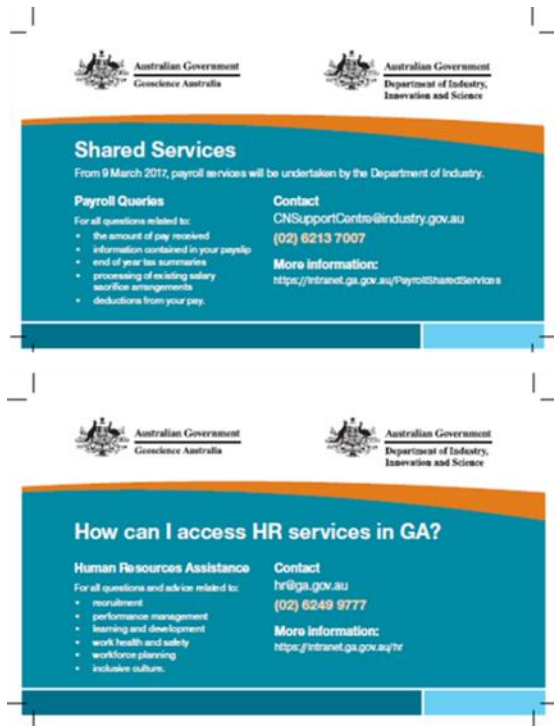 Australian Government
Geoscience Australia
Australian Government
Department of Industry,
Innovation and Science
Shared Services
From 9 March 2017, payroll services will be undertaken by the Department of Industry.
Payroll Queries
For all questions related to:
• the amount of pay received
• information contained in your payslip
• end of year tax summaries
• processing of existing salary
sacrifice arrangements
• deductions from your pay.
Contact
CNSupportCentre@industry.gov.au
(02) 6213 7007
More information:
https://intranet.ga.gov.au/PayrollSharedServices
Australian Government
Geoscience Australia
Australian Government
Department of Industry,
Innovation and Science
How can I access HR services in GA?
Human Resources Assistance
For all questions and advice related to:
• recruitment
• performance management
• learning and development
• work health and safety
• workforce planning
• inclusive culture.
Contact
hr@ga.gov.au
(02) 6249 9777
More information:
https://intranet.ga.gov.au/hr